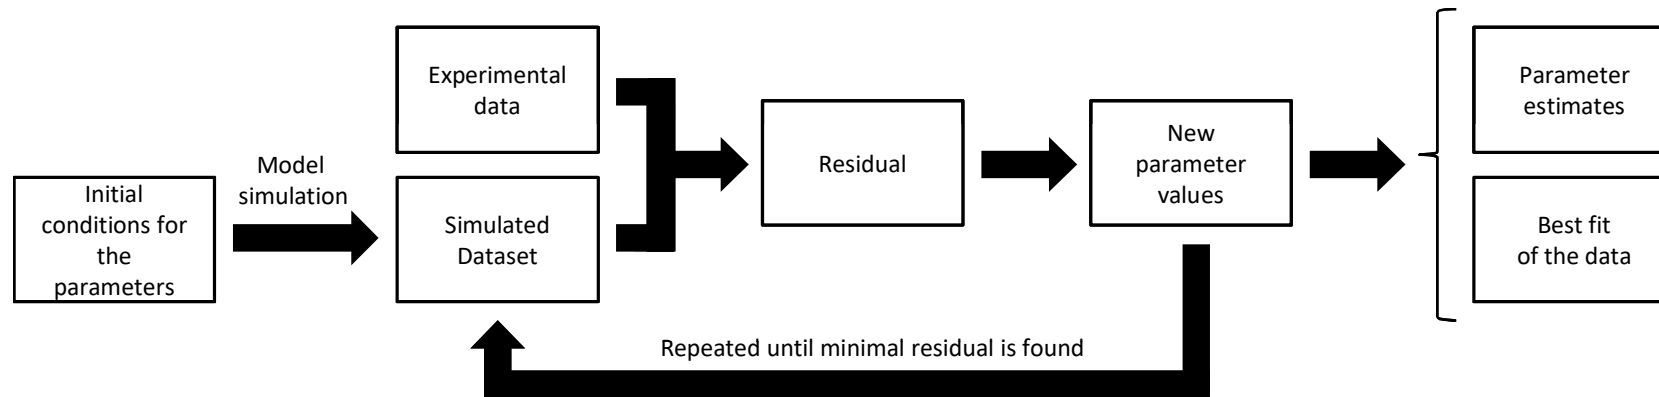 Initial
conditions for
the
parameters
Model
simulation
Experimental
data
Simulated
Dataset
Residual
New
parameter
values
Repeated until minimal residual is found
Parameter
estimates
Best fit
of the data